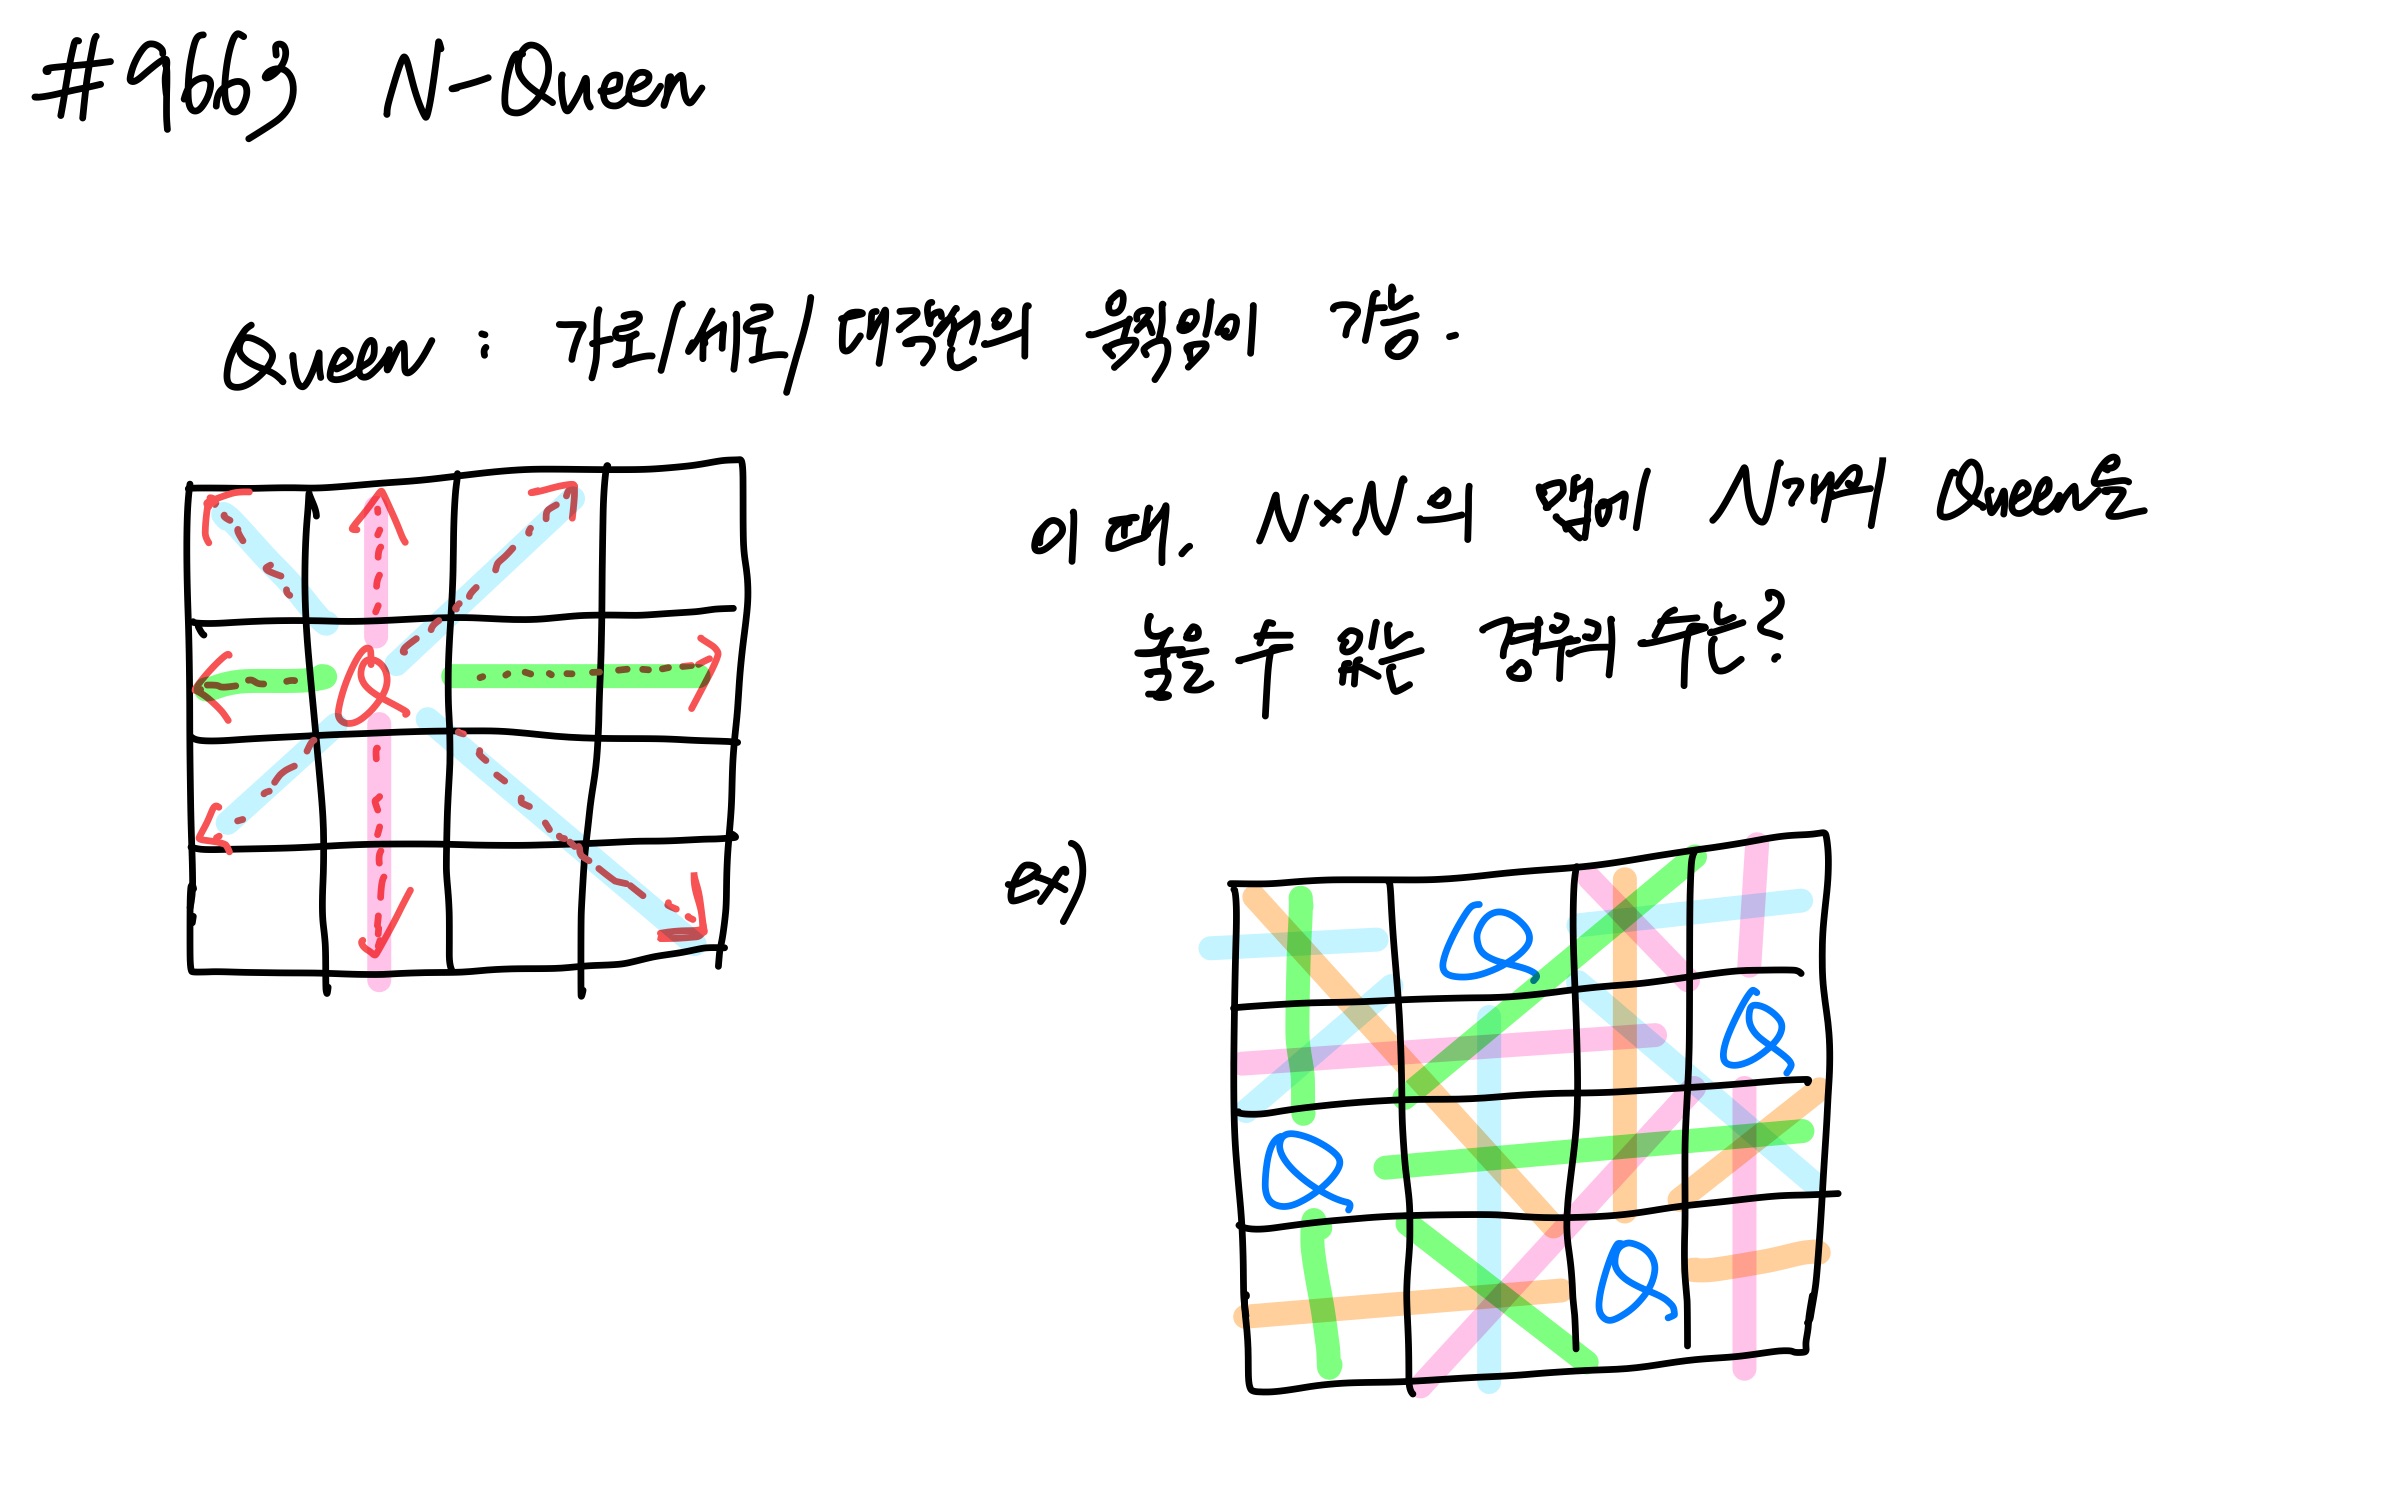 #9663 N-Queen
Queen : 가로/세로/대각선의 움직임이 가능.
이 때, N×N의 판에 N개의 Queen을
놓을 수 있는 경우의 수는?
예)
Q
Q
Q
Q
Q